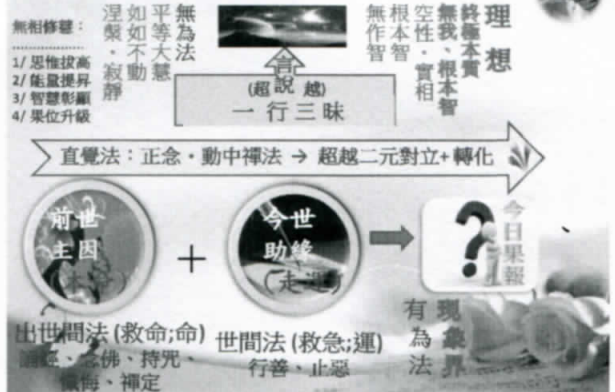 理想
終極本質
無我、根本智
空性・實相
根本智
無作智
無為法
平等大慧
如如不動
涅槃・寂靜
無相修慧：
1/ 思惟拔高
2/ 能量提昇
3/ 智慧彰顯
4/ 果位升級
言說
(超越)
一行三昧
直覺法：正念・動中禪法 → 超越二元對立+轉化
前世
主因
+
今世
助緣
(走運)
?
今日果報
現象界
有為法
出世間法 (救命;命)
念佛、持咒、
懺悔、禪定
世間法 (救急;運)
行善、止惡